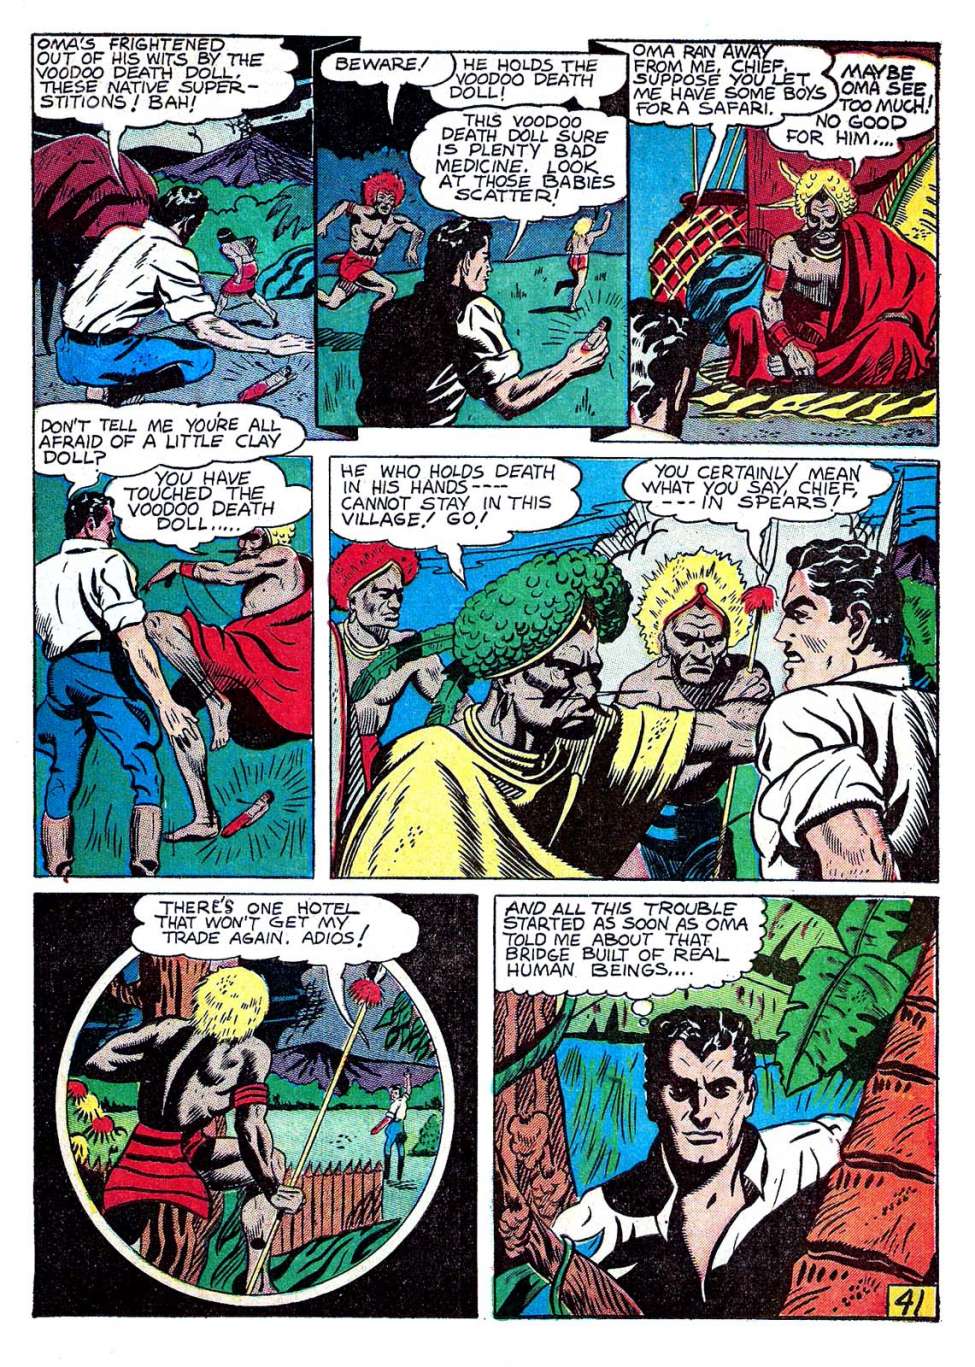 OMA'S FRIGHTENED
OUT OF HIS WITS BY THE
VOODOO DEATH DOLL.
THESE NATIVE SUPER-
STITIONS! BAH!
BEWARE!
HE HOLDS THE
VOODOO DEATH
DOLL!
THIS VOODOO
DEATH DOLL SURE
IS PLENTY BAD
MEDICINE. LOOK
AT THOSE BABIES
SCATTER!
OMA RAN AWAY
FROM ME, CHIEF.
SUPPOSE YOU LET
ME HAVE SOME BOYS
FOR A SAFARI.
MAYBE
OMA SEE
TOO MUCH!
NO GOOD
FOR HIM....
DON'T TELL ME YOU'RE ALL
AFRAID OF A LITTLE CLAY
DOLL?
YOU HAVE
TOUCHED THE
VOODOO DEATH
DOLL.....
HE WHO HOLDS DEATH
IN HIS HANDS----
CANNOT STAY IN THIS
VILLAGE! GO!
YOU CERTAINLY MEAN
WHAT YOU SAY, CHIEF,
---IN SPEARS!
THERE'S ONE HOTEL
THAT WON'T GET MY
TRADE AGAIN. ADIOS!
AND ALL THIS TROUBLE
STARTED AS SOON AS OMA
TOLD ME ABOUT THAT
BRIDGE BUILT OF REAL
HUMAN BEINGS....
41